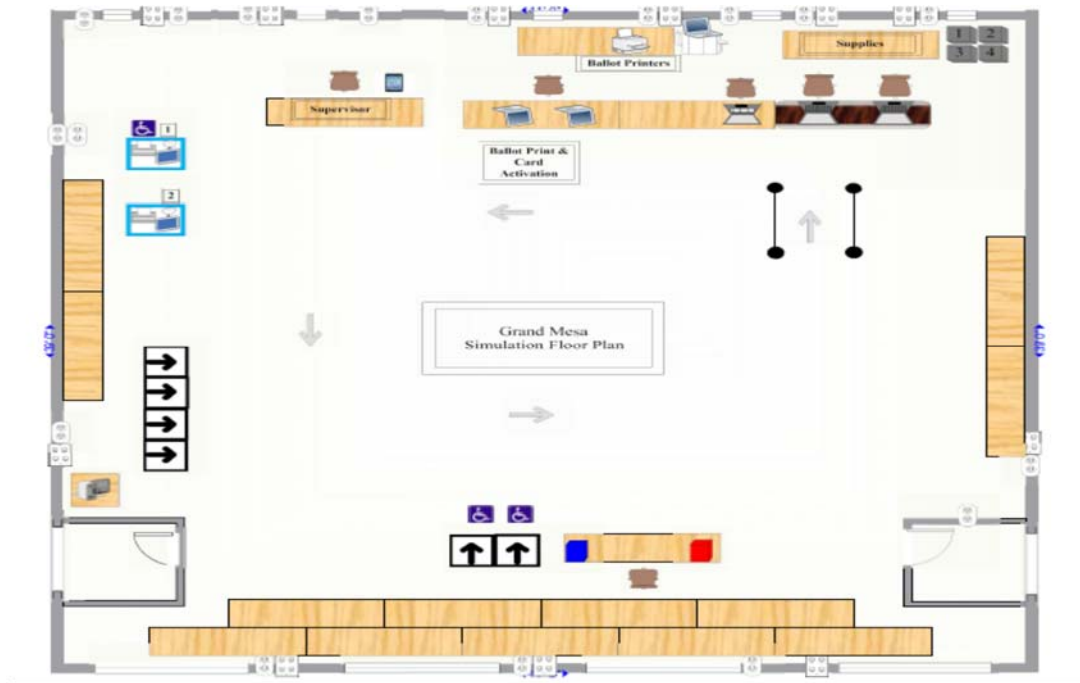 Supplies
1 2
3 4
Ballot Printers
Supervisor
1
Ballot Print &
Card
Activation
2
Grand Mesa
Simulation Floor Plan